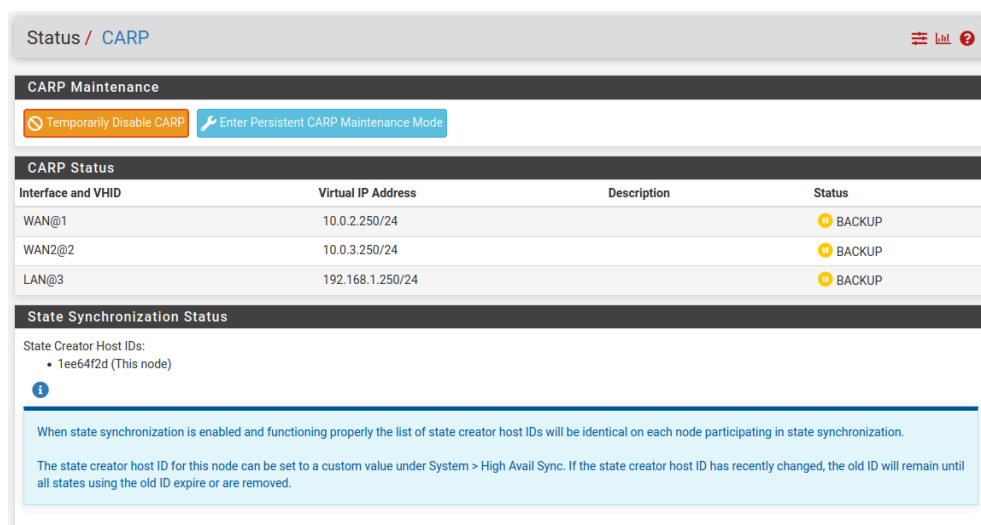 Status / CARP
CARP Maintenance
Temporarily Disable CARP Enter Persistent CARP Maintenance Mode
CARP Status
Interface and VHID Virtual IP Address Description Status
WAN@1 10.0.2.250/24 BACKUP
WAN2@2 10.0.3.250/24 BACKUP
LAN@3 192.168.1.250/24 BACKUP
State Synchronization Status
State Creator Host IDs:
• 1ee64f2d (This node)
When state synchronization is enabled and functioning properly the list of state creator host IDs will be identical on each node participating in state synchronization.
The state creator host ID for this node can be set to a custom value under System > High Avail Sync. If the state creator host ID has recently changed, the old ID will remain until
all states using the old ID expire or are removed.